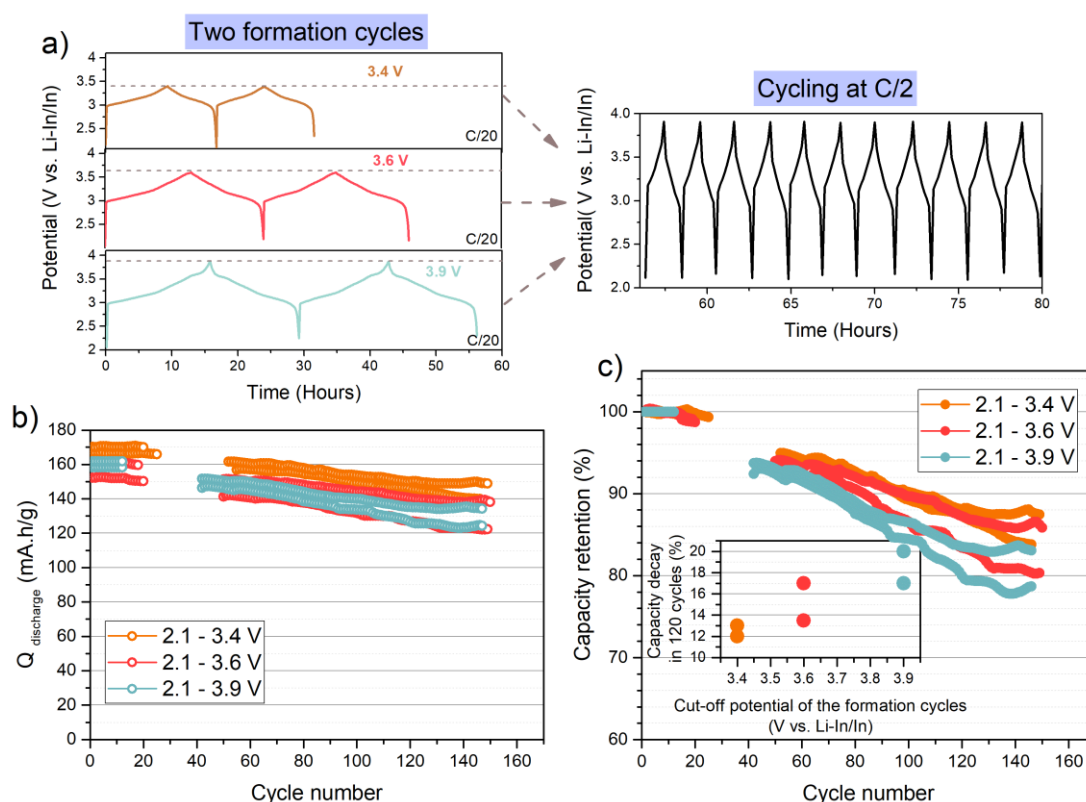 a)
Two formation cycles
Potential (V vs. Li-In/In)
4
3.5
3
2.5
3.4 V
C/20
4
3.5
3
2.5
3.6 V
C/20
4
3.5
3
2.5
2
3.9 V
C/20
0
10
20
30
40
50
60
Time (Hours)
Cycling at C/2
Potential( V vs. Li-In/In)
4.0
3.5
3.0
2.5
2.0
60
65
70
75
80
Time (Hours)
b)
Q discharge (mA.h/g)
180
160
140
120
100
80
60
40
20
0
2.1 - 3.4 V
2.1 - 3.6 V
2.1 - 3.9 V
0
20
40
60
80
100
120
140
160
Cycle number
c)
Capacity retention (%)
100
90
80
70
60
2.1 - 3.4 V
2.1 - 3.6 V
2.1 - 3.9 V
Capacity decay
in 120 cycles (%)
20
18
16
14
12
10
3.4
3.5
3.6
3.7
3.8
3.9
Cut-off potential of the formation cycles
(V vs. Li-In/In)
0
20
40
60
80
100
120
140
160
Cycle number